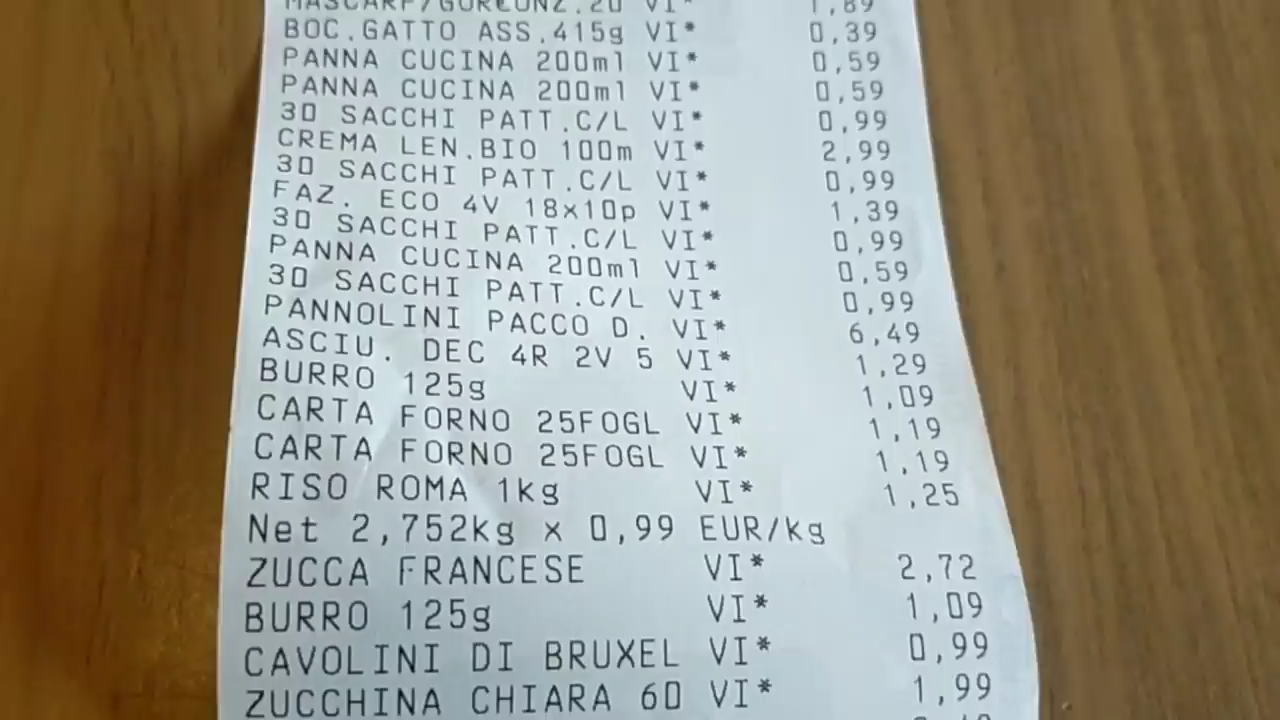 MASCARP/GORGONZ.20 VI* 1,89
BOC.GATTO ASS.415g VI* 0,39
PANNA CUCINA 200ml VI* 0,59
PANNA CUCINA 200ml VI* 0,59
30 SACCHI PATT.C/L VI* 0,99
CREMA LEN.BIO 100m VI* 2,99
30 SACCHI PATT.C/L VI* 0,99
FAZ. ECO 4V 18x10p VI* 1,39
30 SACCHI PATT.C/L VI* 0,99
PANNA CUCINA 200ml VI* 0,59
30 SACCHI PATT.C/L VI* 0,99
PANNOLINI PACCO D. VI* 6,49
ASCIU. DEC 4R 2V 5 VI* 1,29
BURRO 125g VI* 1,09
CARTA FORNO 25FOGL VI* 1,19
CARTA FORNO 25FOGL VI* 1,19
RISO ROMA 1kg VI* 1,25
Net 2,752kg x 0,99 EUR/kg
ZUCCA FRANCESE VI* 2,72
BURRO 125g VI* 1,09
CAVOLINI DI BRUXEL VI* 0,99
ZUCCHINA CHIARA 60 VI* 1,99